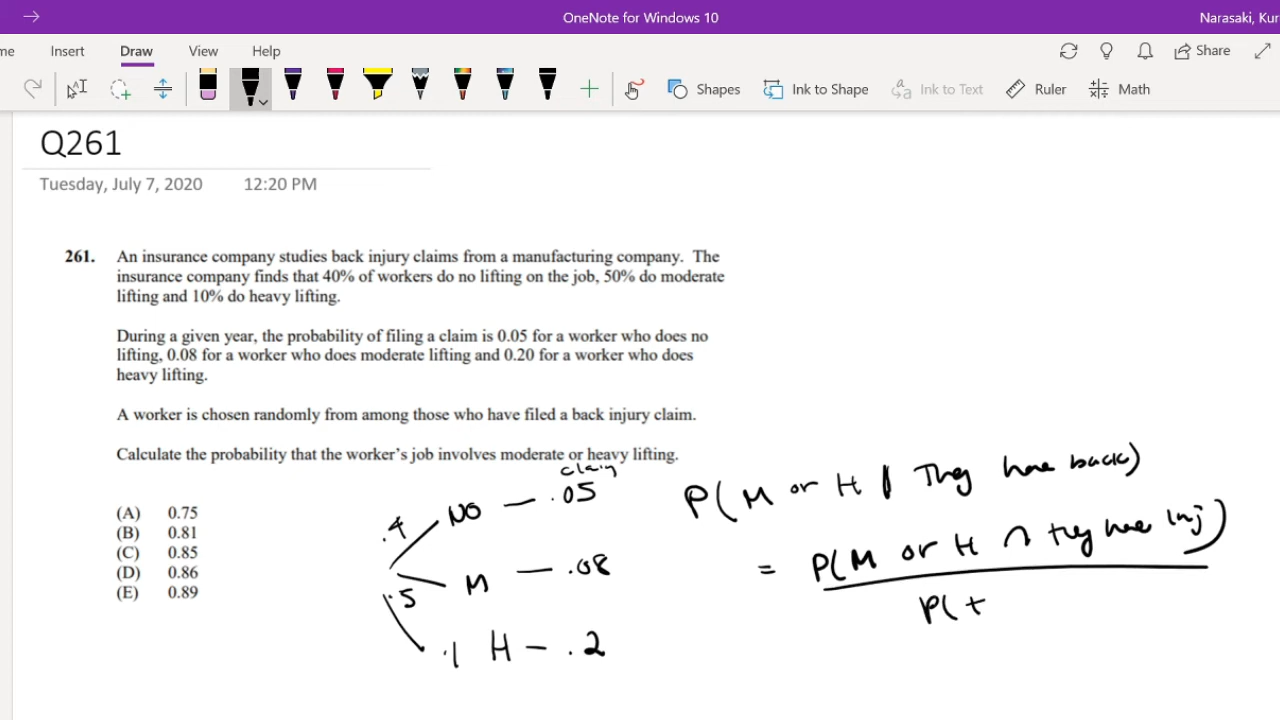 OneNote for Windows 10
Narasaki, Kur
me
Insert
Draw
View
Help
Share
Shapes
Ink to Shape
Ink to Text
Ruler
Math
Q261
Tuesday, July 7, 2020
12:20 PM
261. An insurance company studies back injury claims from a manufacturing company. The
insurance company finds that 40% of workers do no lifting on the job, 50% do moderate
lifting and 10% do heavy lifting.
During a given year, the probability of filing a claim is 0.05 for a worker who does no
lifting, 0.08 for a worker who does moderate lifting and 0.20 for a worker who does
heavy lifting.
A worker is chosen randomly from among those who have filed a back injury claim.
Calculate the probability that the worker's job involves moderate or heavy lifting.
(A) 0.75
(B) 0.81
(C) 0.85
(D) 0.86
(E) 0.89
claim
.4 NO — .05
.5 M — .08
.1 H — .2
P(M or H | They have back)
= P(M or H ∩ they have inj)
P(t